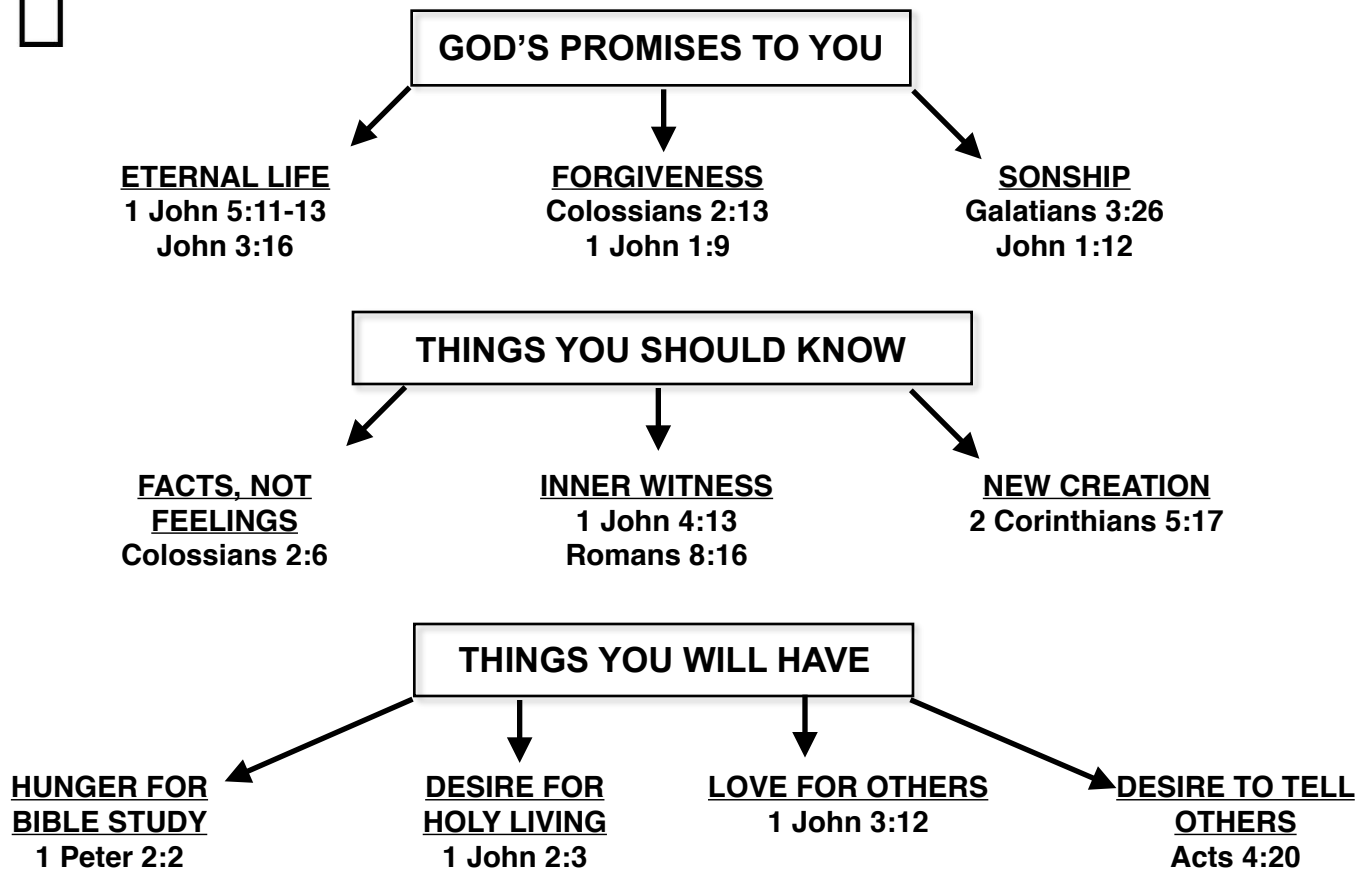 GOD'S PROMISES TO YOU
ETERNAL LIFE
1 John 5:11-13
John 3:16
FORGIVENESS
Colossians 2:13
1 John 1:9
SONSHIP
Galatians 3:26
John 1:12
THINGS YOU SHOULD KNOW
FACTS, NOT
FEELINGS
Colossians 2:6
INNER WITNESS
1 John 4:13
Romans 8:16
NEW CREATION
2 Corinthians 5:17
THINGS YOU WILL HAVE
HUNGER FOR
BIBLE STUDY
1 Peter 2:2
DESIRE FOR
HOLY LIVING
1 John 2:3
LOVE FOR OTHERS
1 John 3:12
DESIRE TO TELL
OTHERS
Acts 4:20